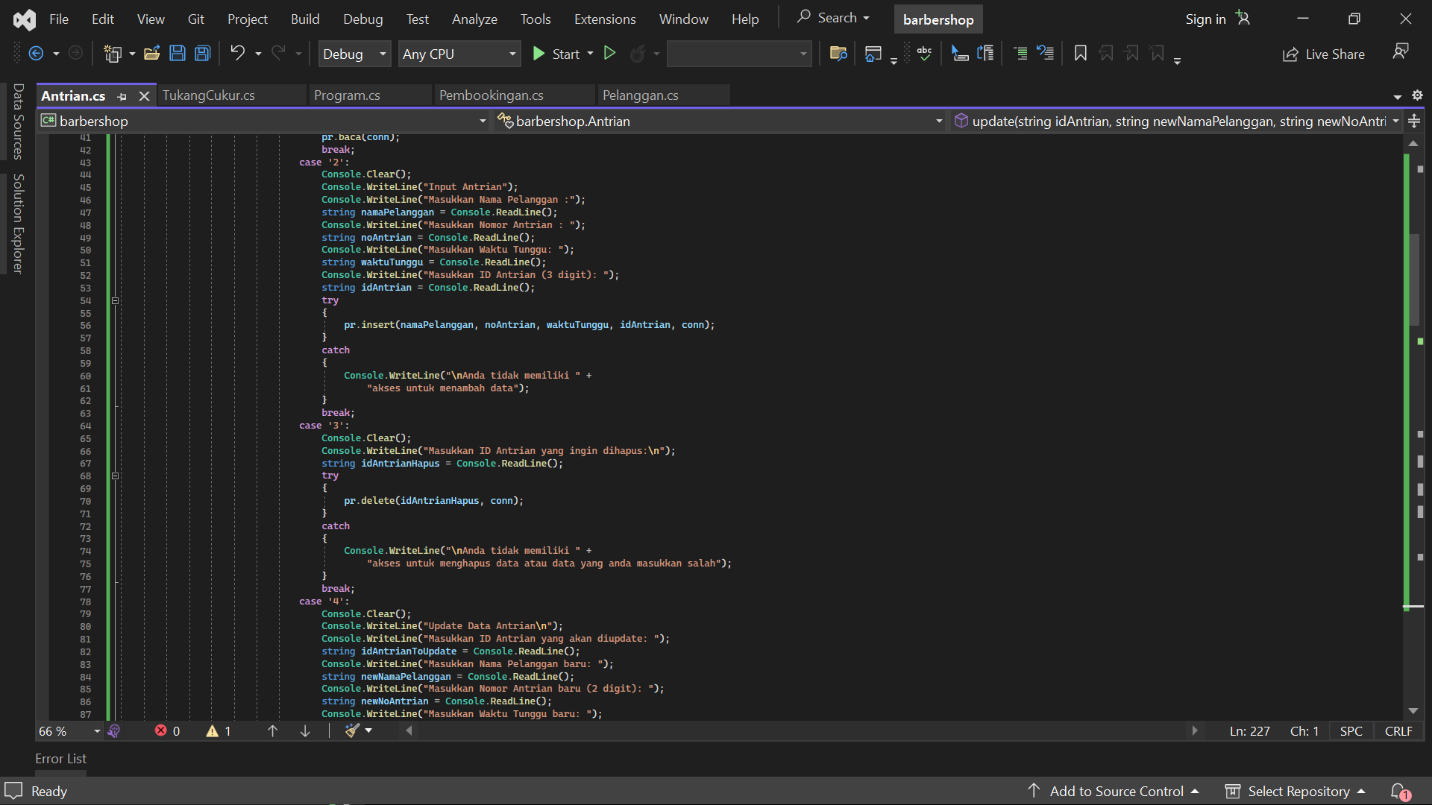 File Edit View Git Project Build Debug Test Analyze Tools Extensions Window Help Search barbershop Sign in
Debug Any CPU Start Live Share
Antrian.cs TukangCukur.cs Program.cs Pembookingan.cs Pelanggan.cs
barbershop barbershop.Antrian update(string idAntrian, string newNamaPelanggan, string newNoAntri
Data Sources
Solution Explorer
41 pr.baca(conn);
42 break;
43 case '2':
44 Console.Clear();
45 Console.WriteLine("Input Antrian");
46 Console.WriteLine("Masukkan Nama Pelanggan :");
47 string namaPelanggan = Console.ReadLine();
48 Console.WriteLine("Masukkan Nomor Antrian : ");
49 string noAntrian = Console.ReadLine();
50 Console.WriteLine("Masukkan Waktu Tunggu: ");
51 string waktuTunggu = Console.ReadLine();
52 Console.WriteLine("Masukkan ID Antrian (3 digit): ");
53 string idAntrian = Console.ReadLine();
54 try
55 {
56 pr.insert(namaPelanggan, noAntrian, waktuTunggu, idAntrian, conn);
57 }
58 catch
59 {
60 Console.WriteLine("\nAnda tidak memiliki " +
61 "akses untuk menambah data");
62 }
63 break;
64 case '3':
65 Console.Clear();
66 Console.WriteLine("Masukkan ID Antrian yang ingin dihapus:\n");
67 string idAntrianHapus = Console.ReadLine();
68 try
69 {
70 pr.delete(idAntrianHapus, conn);
71 }
72 catch
73 {
74 Console.WriteLine("\nAnda tidak memiliki " +
75 "akses untuk menghapus data atau data yang anda masukkan salah");
76 }
77 break;
78 case '4':
79 Console.Clear();
80 Console.WriteLine("Update Data Antrian\n");
81 Console.WriteLine("Masukkan ID Antrian yang akan diupdate: ");
82 string idAntrianToUpdate = Console.ReadLine();
83 Console.WriteLine("Masukkan Nama Pelanggan baru: ");
84 string newNamaPelanggan = Console.ReadLine();
85 Console.WriteLine("Masukkan Nomor Antrian baru (2 digit): ");
86 string newNoAntrian = Console.ReadLine();
87 Console.WriteLine("Masukkan Waktu Tunggu baru: ");
66 % 0 1 Ln: 227 Ch: 1 SPC CRLF
Error List
Ready Add to Source Control Select Repository 1